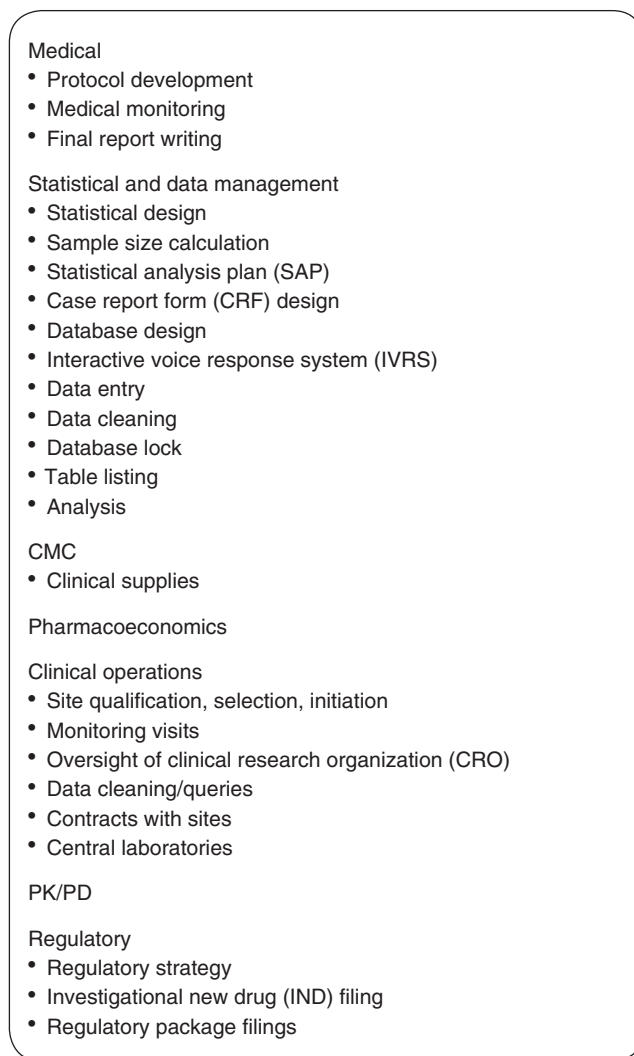 Medical
• Protocol development
• Medical monitoring
• Final report writing
Statistical and data management
• Statistical design
• Sample size calculation
• Statistical analysis plan (SAP)
• Case report form (CRF) design
• Database design
• Interactive voice response system (IVRS)
• Data entry
• Data cleaning
• Database lock
• Table listing
• Analysis
CMC
• Clinical supplies
Pharmacoeconomics
Clinical operations
• Site qualification, selection, initiation
• Monitoring visits
• Oversight of clinical research organization (CRO)
• Data cleaning/queries
• Contracts with sites
• Central laboratories
PK/PD
Regulatory
• Regulatory strategy
• Investigational new drug (IND) filing
• Regulatory package filings